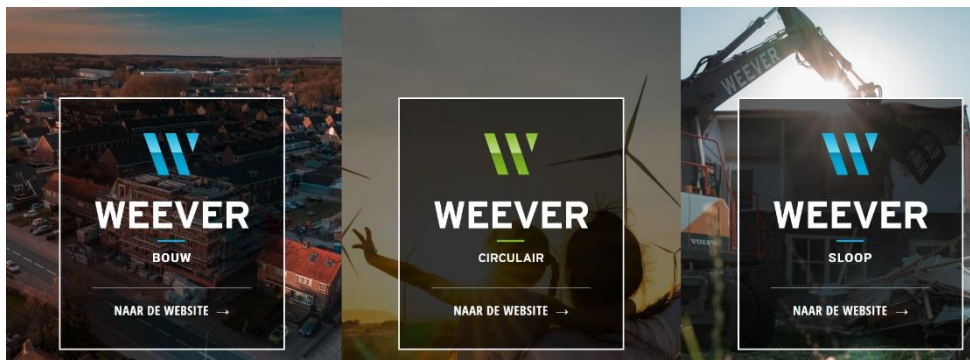 WEEVER
BOUW
NAAR DE WEBSITE →
WEEVER
CIRCULAIR
NAAR DE WEBSITE →
WEEVER
VOLVO
WEEVER
SLOOP
NAAR DE WEBSITE →